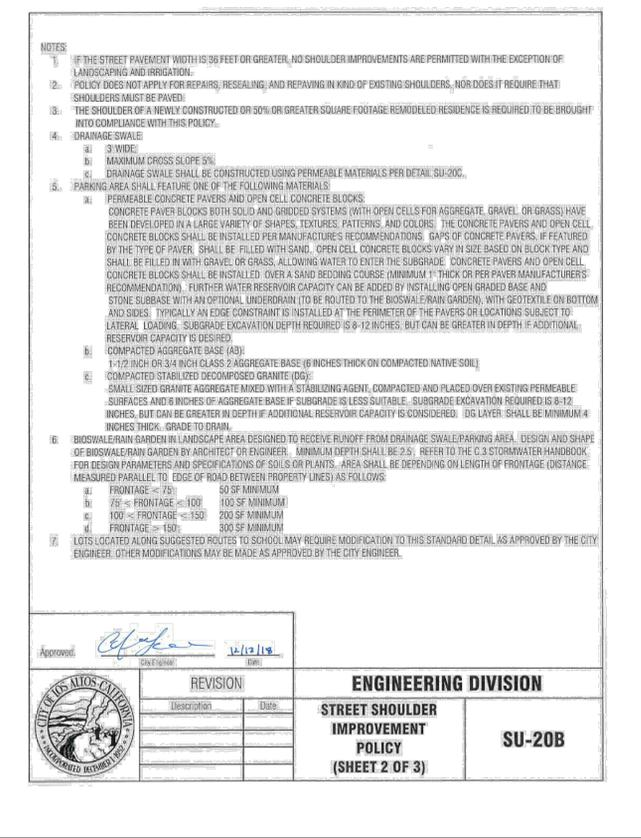 NOTES:
1. IF THE STREET PAVEMENT WIDTH IS 36 FEET OR GREATER, NO SHOULDER IMPROVEMENTS ARE PERMITTED WITH THE EXCEPTION OF
LANDSCAPING AND IRRIGATION.
2. POLICY DOES NOT APPLY FOR REPAIRS, RESEALING, AND REPAVING IN KIND OF EXISTING SHOULDERS, NOR DOES IT REQUIRE THAT
SHOULDERS MUST BE PAVED.
3. THE SHOULDER OF A NEWLY CONSTRUCTED OR 50% OR GREATER SQUARE FOOTAGE REMODELED RESIDENCE IS REQUIRED TO BE BROUGHT
INTO COMPLIANCE WITH THIS POLICY.
4. DRAINAGE SWALE:
a. 3' WIDE;
b. MAXIMUM CROSS SLOPE 5%;
c. DRAINAGE SWALE SHALL BE CONSTRUCTED USING PERMEABLE MATERIALS PER DETAIL SU-20C.
5. PARKING AREA SHALL FEATURE ONE OF THE FOLLOWING MATERIALS:
a. PERMEABLE CONCRETE PAVERS AND OPEN CELL CONCRETE BLOCKS:
CONCRETE PAVER BLOCKS BOTH SOLID AND GRIDDED SYSTEMS (WITH OPEN CELLS FOR AGGREGATE, GRAVEL, OR GRASS) HAVE
BEEN DEVELOPED IN A LARGE VARIETY OF SHAPES, TEXTURES, PATTERNS, AND COLORS. THE CONCRETE PAVERS AND OPEN CELL
CONCRETE BLOCKS SHALL BE INSTALLED PER MANUFACTURE'S RECOMMENDATIONS. GAPS OF CONCRETE PAVERS, IF FEATURED
BY THE TYPE OF PAVER, SHALL BE FILLED WITH SAND. OPEN CELL CONCRETE BLOCKS VARY IN SIZE BASED ON BLOCK TYPE AND
SHALL BE FILLED IN WITH GRAVEL OR GRASS, ALLOWING WATER TO ENTER THE SUBGRADE. CONCRETE PAVERS AND OPEN CELL
CONCRETE BLOCKS SHALL BE INSTALLED OVER A SAND BEDDING COURSE (MINIMUM 1" THICK OR PER PAVER MANUFACTURER'S
RECOMMENDATION). FURTHER WATER RESERVOIR CAPACITY CAN BE ADDED BY INSTALLING OPEN GRADED BASE AND
STONE SUBBASE WITH AN OPTIONAL UNDERDRAIN (TO BE ROUTED TO THE BIOSWALE/RAIN GARDEN), WITH GEOTEXTILE ON BOTTOM
AND SIDES. TYPICALLY AN EDGE CONSTRAINT IS INSTALLED AT THE PERIMETER OF THE PAVERS OR LOCATIONS SUBJECT TO
LATERAL LOADING. SUBGRADE EXCAVATION DEPTH REQUIRED IS 8-12 INCHES, BUT CAN BE GREATER IN DEPTH IF ADDITIONAL
RESERVOIR CAPACITY IS DESIRED.
b. COMPACTED AGGREGATE BASE (AB):
1-1/2 INCH OR 3/4 INCH CLASS 2 AGGREGATE BASE (6 INCHES THICK ON COMPACTED NATIVE SOIL)
c. COMPACTED STABILIZED DECOMPOSED GRANITE (DG):
SMALL SIZED GRANITE AGGREGATE MIXED WITH A STABILIZING AGENT, COMPACTED AND PLACED OVER EXISTING PERMEABLE
SURFACES AND 6 INCHES OF AGGREGATE BASE IF SUBGRADE IS LESS SUITABLE. SUBGRADE EXCAVATION REQUIRED IS 8-12
INCHES, BUT CAN BE GREATER IN DEPTH IF ADDITIONAL RESERVOIR CAPACITY IS CONSIDERED. DG LAYER SHALL BE MINIMUM 4
INCHES THICK. GRADE TO DRAIN.
6. BIOSWALE/RAIN GARDEN IN LANDSCAPE AREA DESIGNED TO RECEIVE RUNOFF FROM DRAINAGE SWALE/PARKING AREA. DESIGN AND SHAPE
OF BIOSWALE/RAIN GARDEN BY ARCHITECT OR ENGINEER. MINIMUM DEPTH SHALL BE 2.5'. REFER TO THE C.3 STORMWATER HANDBOOK
FOR DESIGN PARAMETERS AND SPECIFICATIONS OF SOILS OR PLANTS. AREA SHALL BE DEPENDING ON LENGTH OF FRONTAGE (DISTANCE
MEASURED PARALLEL TO EDGE OF ROAD BETWEEN PROPERTY LINES) AS FOLLOWS:
a. FRONTAGE < 75' 50 SF MINIMUM
b. 75' < FRONTAGE < 100' 100 SF MINIMUM
c. 100' < FRONTAGE < 150' 200 SF MINIMUM
d. FRONTAGE > 150' 300 SF MINIMUM
7. LOTS LOCATED ALONG SUGGESTED ROUTES TO SCHOOL MAY REQUIRE MODIFICATION TO THIS STANDARD DETAIL AS APPROVED BY THE CITY
ENGINEER. OTHER MODIFICATIONS MAY BE MADE AS APPROVED BY THE CITY ENGINEER.
Approved: 12/12/18
City Engineer Date
CITY OF LOS ALTOS CALIFORNIA
INCORPORATED DECEMBER 1, 1952
REVISION
Description Date
ENGINEERING DIVISION
STREET SHOULDER
IMPROVEMENT
POLICY
(SHEET 2 OF 3)
SU-20B